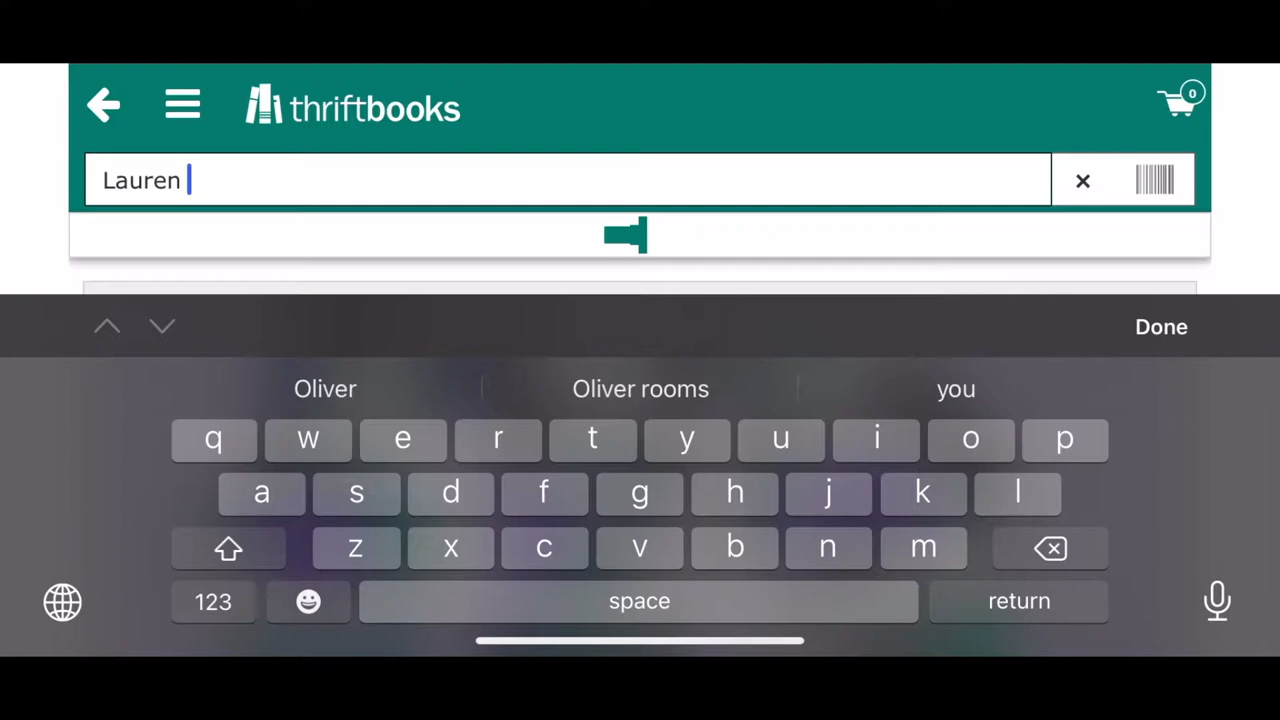 thriftbooks
0
Lauren
×
Done
Oliver Oliver rooms you
q w e r t y u i o p
a s d f g h j k l
z x c v b n m
123 space return